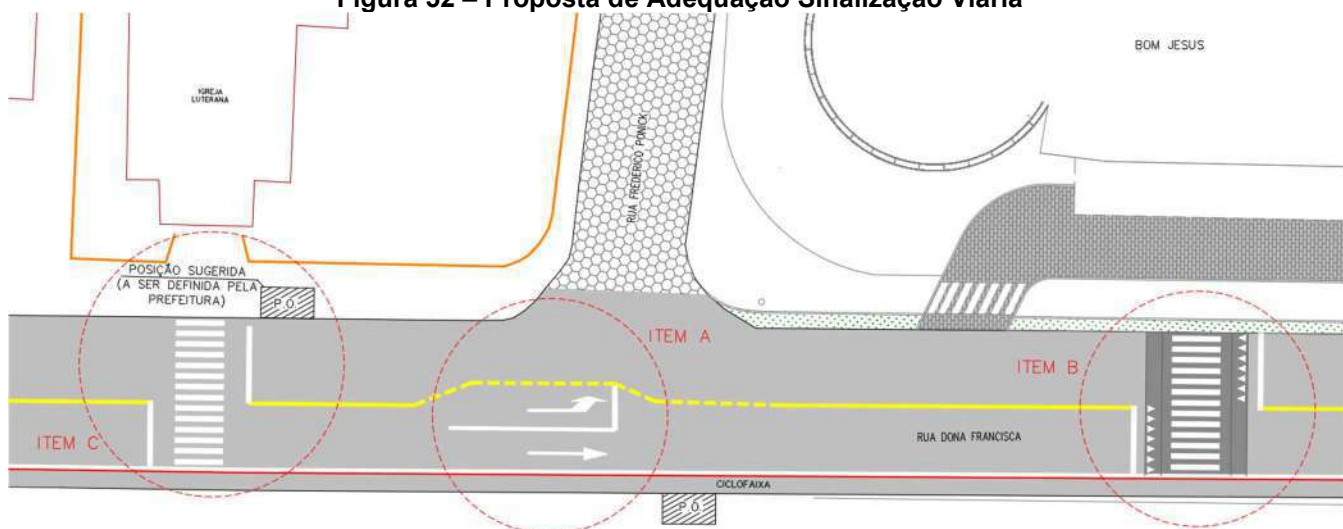 Figura 52 – Proposta de Adequação Sinalização Viária
BOM JESUS
IGREJA
LUTERANA
RUA FREDERICO PONICK
POSIÇÃO SUGERIDA
(A SER DEFINIDA PELA
PREFEITURA)
P.O.
ITEM A
ITEM B
ITEM C
RUA DONA FRANCISCA
CICLOFAIXA
P.O.